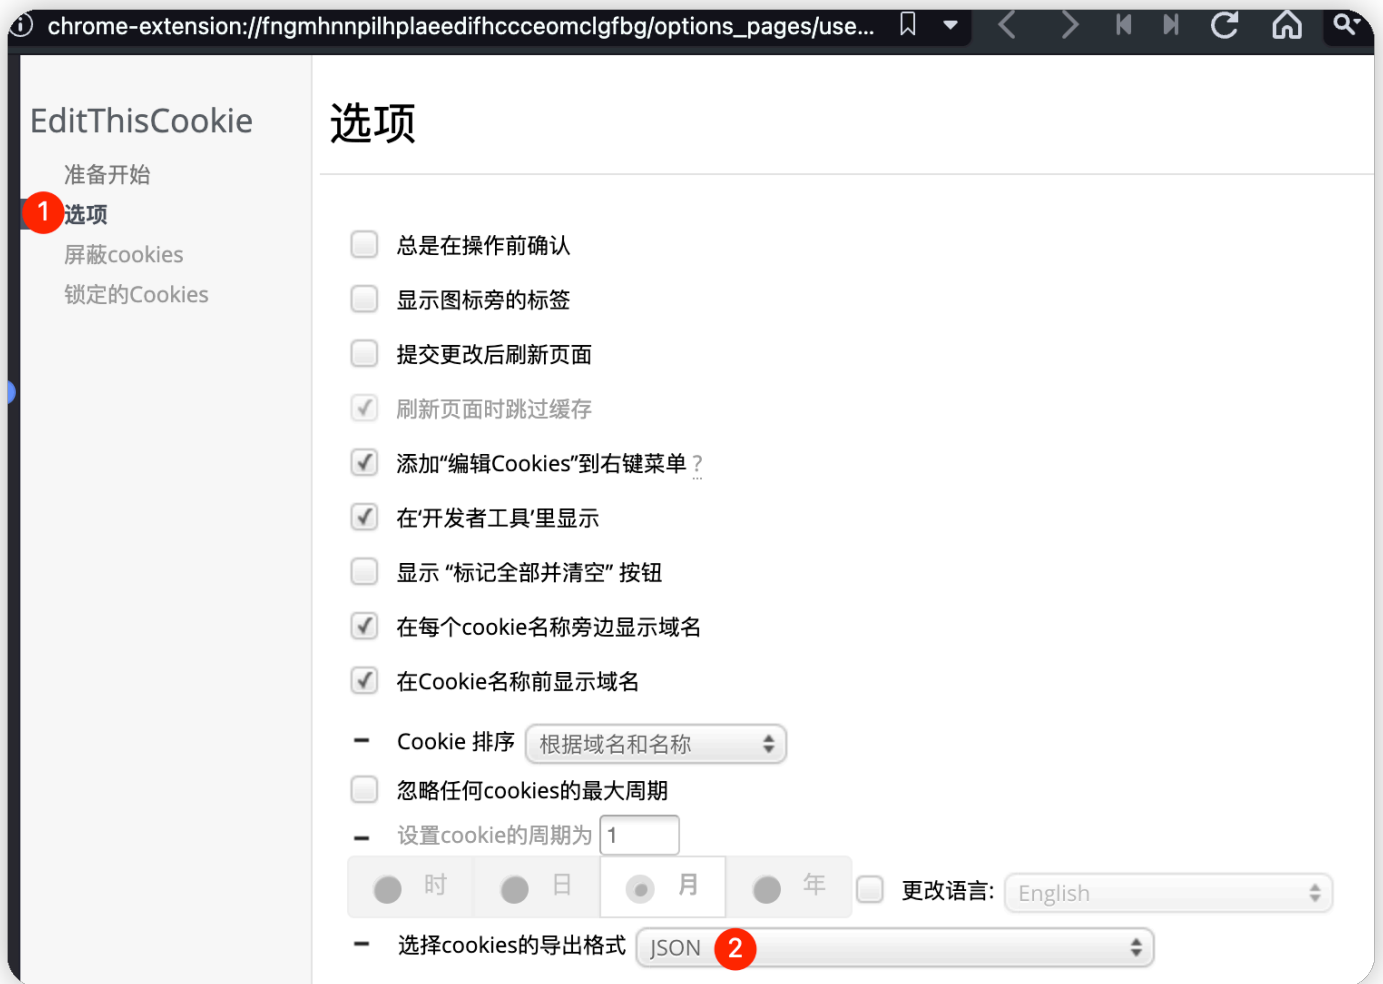 chrome-extension://fngmhnnpilhplaeedifhccceomclgfbg/options_pages/use...
EditThisCookie
准备开始
1 选项
屏蔽cookies
锁定的Cookies
选项
总是在操作前确认
显示图标旁的标签
提交更改后刷新页面
刷新页面时跳过缓存
添加“编辑Cookies”到右键菜单 ?
在‘开发者工具’里显示
显示 “标记全部并清空” 按钮
在每个cookie名称旁边显示域名
在Cookie名称前显示域名
Cookie 排序 根据域名和名称
忽略任何cookies的最大周期
设置cookie的周期为 1
时 日 月 年 更改语言: English
选择cookies的导出格式 JSON 2